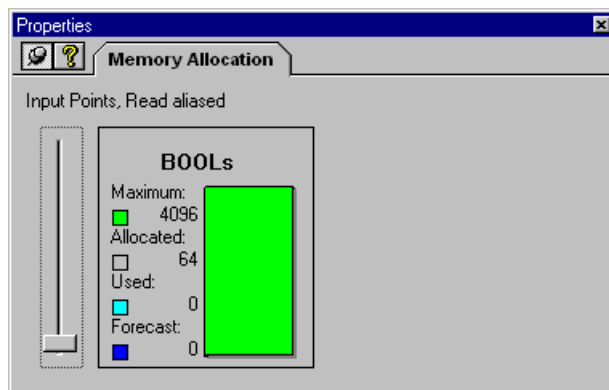 Properties
Memory Allocation
Input Points, Read aliased
BOOLs
Maximum:
4096
Allocated:
64
Used:
0
Forecast:
0